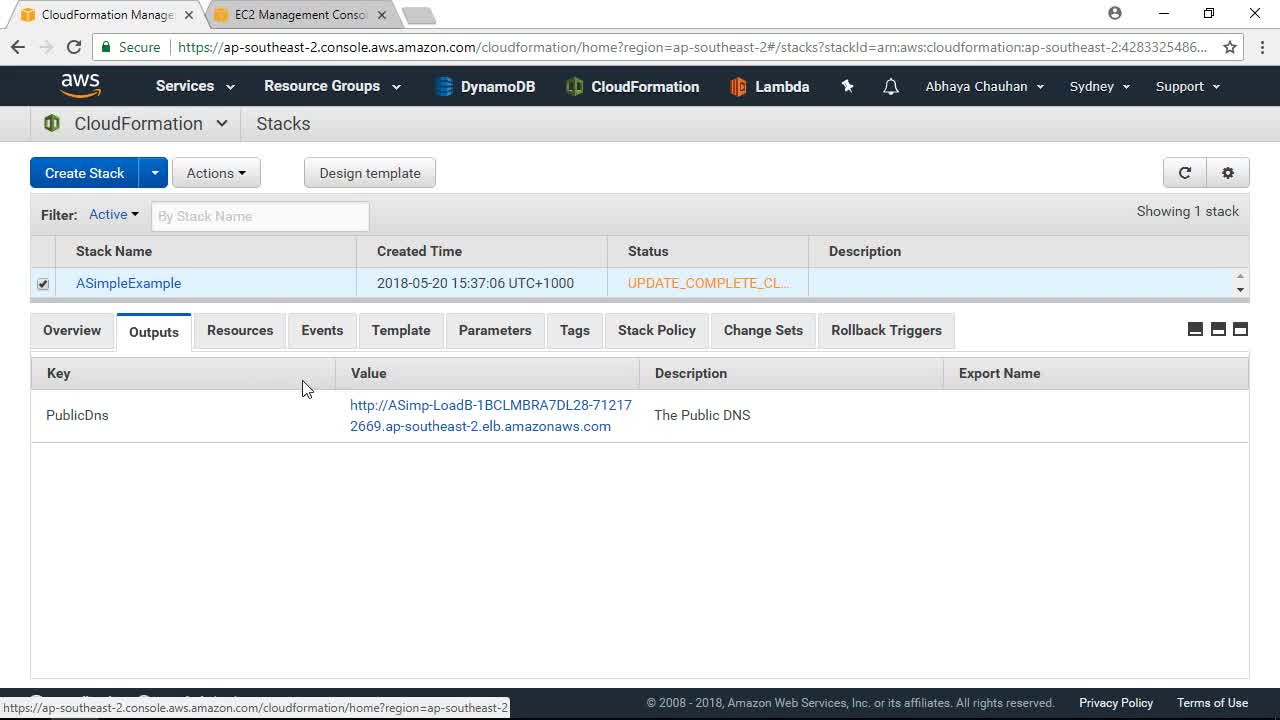 CloudFormation Manage
EC2 Management Conso
Secure
https://ap-southeast-2.console.aws.amazon.com/cloudformation/home?region=ap-southeast-2#/stacks?stackId=arn:aws:cloudformation:ap-southeast-2:4283325486...
aws
Services
Resource Groups
DynamoDB
CloudFormation
Lambda
Abhaya Chauhan
Sydney
Support
CloudFormation
Stacks
Create Stack
Actions
Design template
Filter: Active
By Stack Name
Showing 1 stack
Stack Name
Created Time
Status
Description
ASimpleExample
2018-05-20 15:37:06 UTC+1000
UPDATE_COMPLETE_CL...
Overview
Outputs
Resources
Events
Template
Parameters
Tags
Stack Policy
Change Sets
Rollback Triggers
Key
Value
Description
Export Name
PublicDns
http://ASimp-LoadB-1BCLMBRA7DL28-71217
2669.ap-southeast-2.elb.amazonaws.com
The Public DNS
https://ap-southeast-2.console.aws.amazon.com/cloudformation/home?region=ap-southeast-2
© 2008 - 2018, Amazon Web Services, Inc. or its affiliates. All rights reserved.
Privacy Policy
Terms of Use